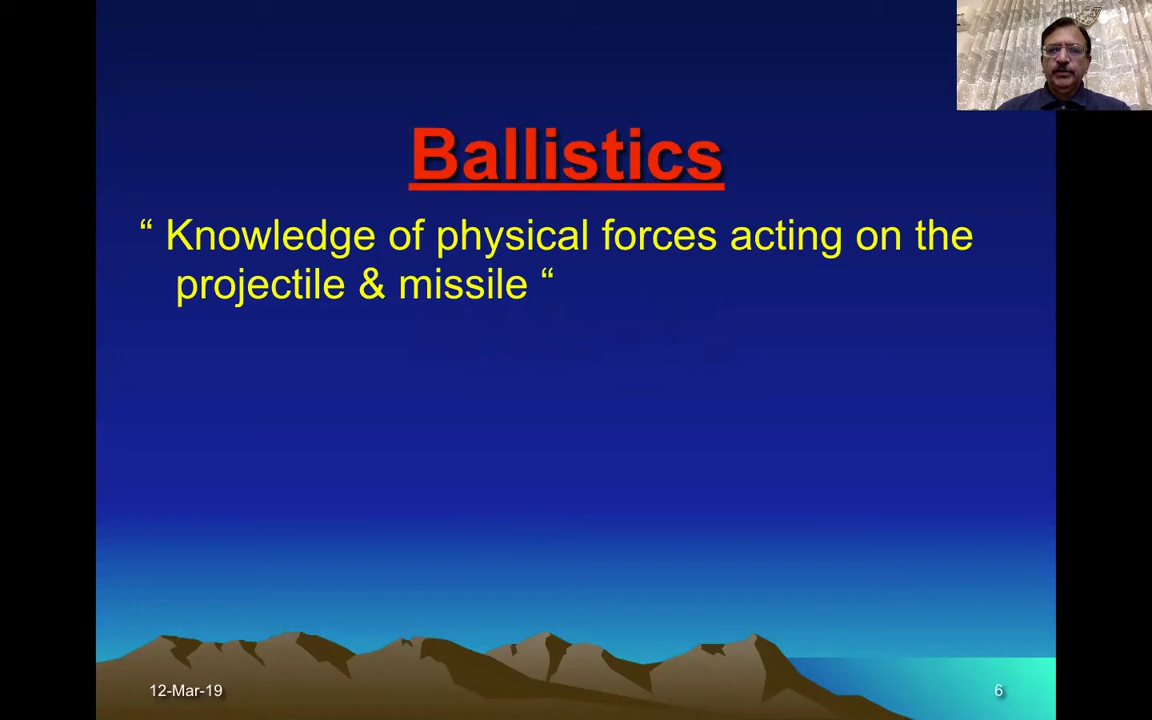 Ballistics
“ Knowledge of physical forces acting on the
projectile & missile “
12-Mar-19
6